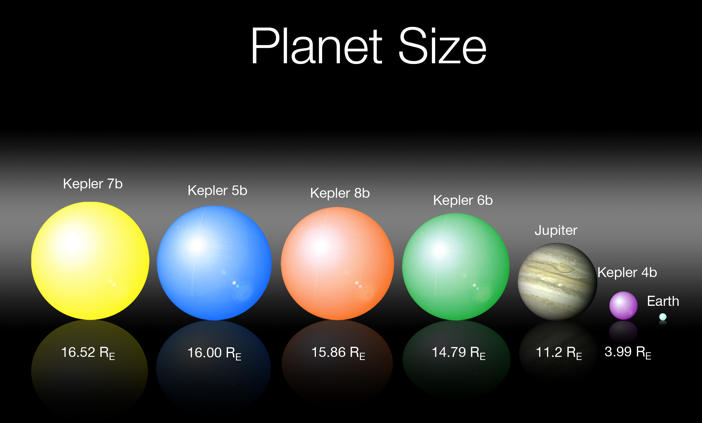 Planet Size
Kepler 7b
Kepler 5b
Kepler 8b
Kepler 6b
Jupiter
Kepler 4b
Earth
16.52 RE
16.00 RE
15.86 RE
14.79 RE
11.2 RE
3.99 RE